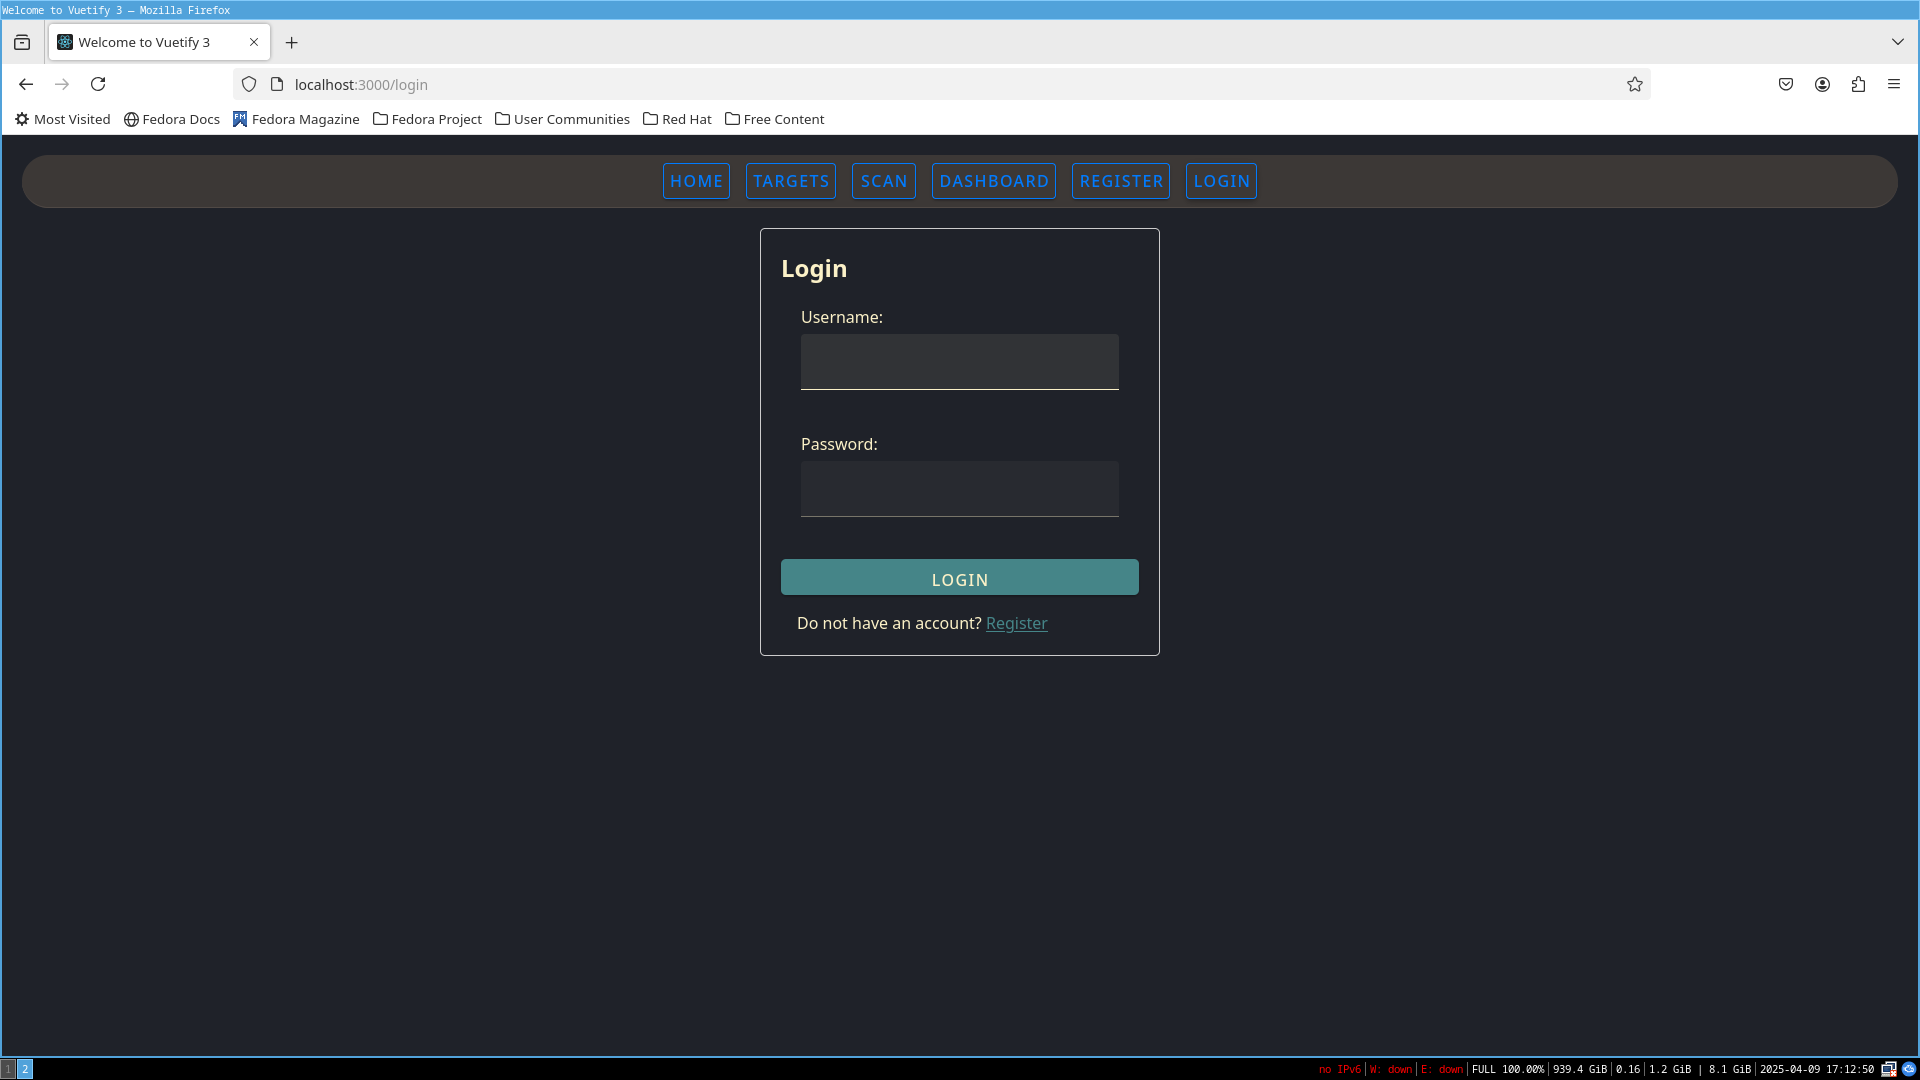 Welcome to Vuetify 3 — Mozilla Firefox
Welcome to Vuetify 3
localhost:3000/login
Most Visited Fedora Docs FM Fedora Magazine Fedora Project User Communities Red Hat Free Content
HOME TARGETS SCAN DASHBOARD REGISTER LOGIN
Login
Username:
Password:
LOGIN
Do not have an account? Register
1 2 no IPv6 W: down E: down FULL 100.00% 939.4 GiB 0.16 1.2 GiB | 8.1 GiB 2025-04-09 17:12:50